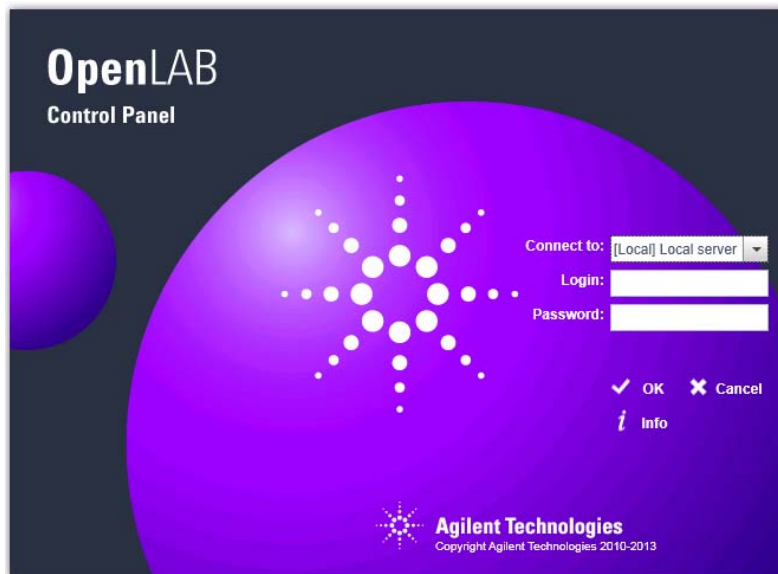 OpenLAB
Control Panel
Connect to: [Local] Local server
Login:
Password:
OK Cancel
i Info
Agilent Technologies
Copyright Agilent Technologies 2010-2013